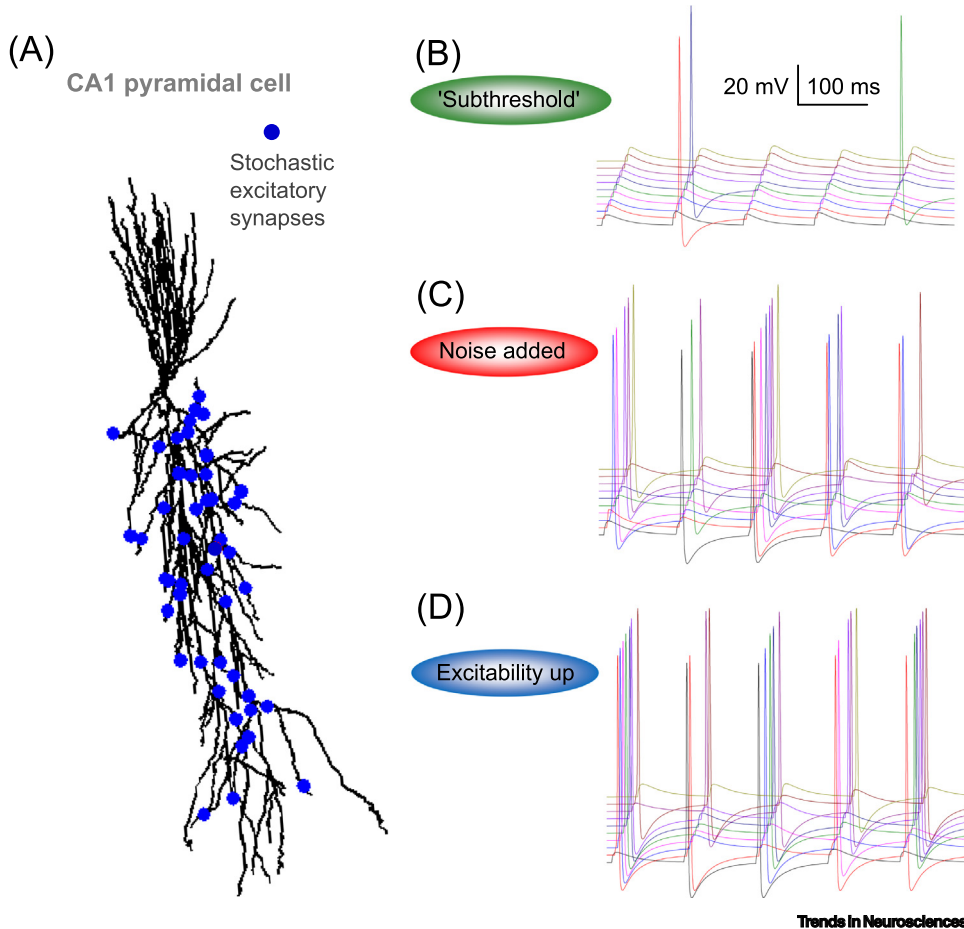 (A)
CA1 pyramidal cell
Stochastic
excitatory
synapses
(B)
'Subthreshold'
20 mV
100 ms
(C)
Noise added
(D)
Excitability up
Trends in Neurosciences